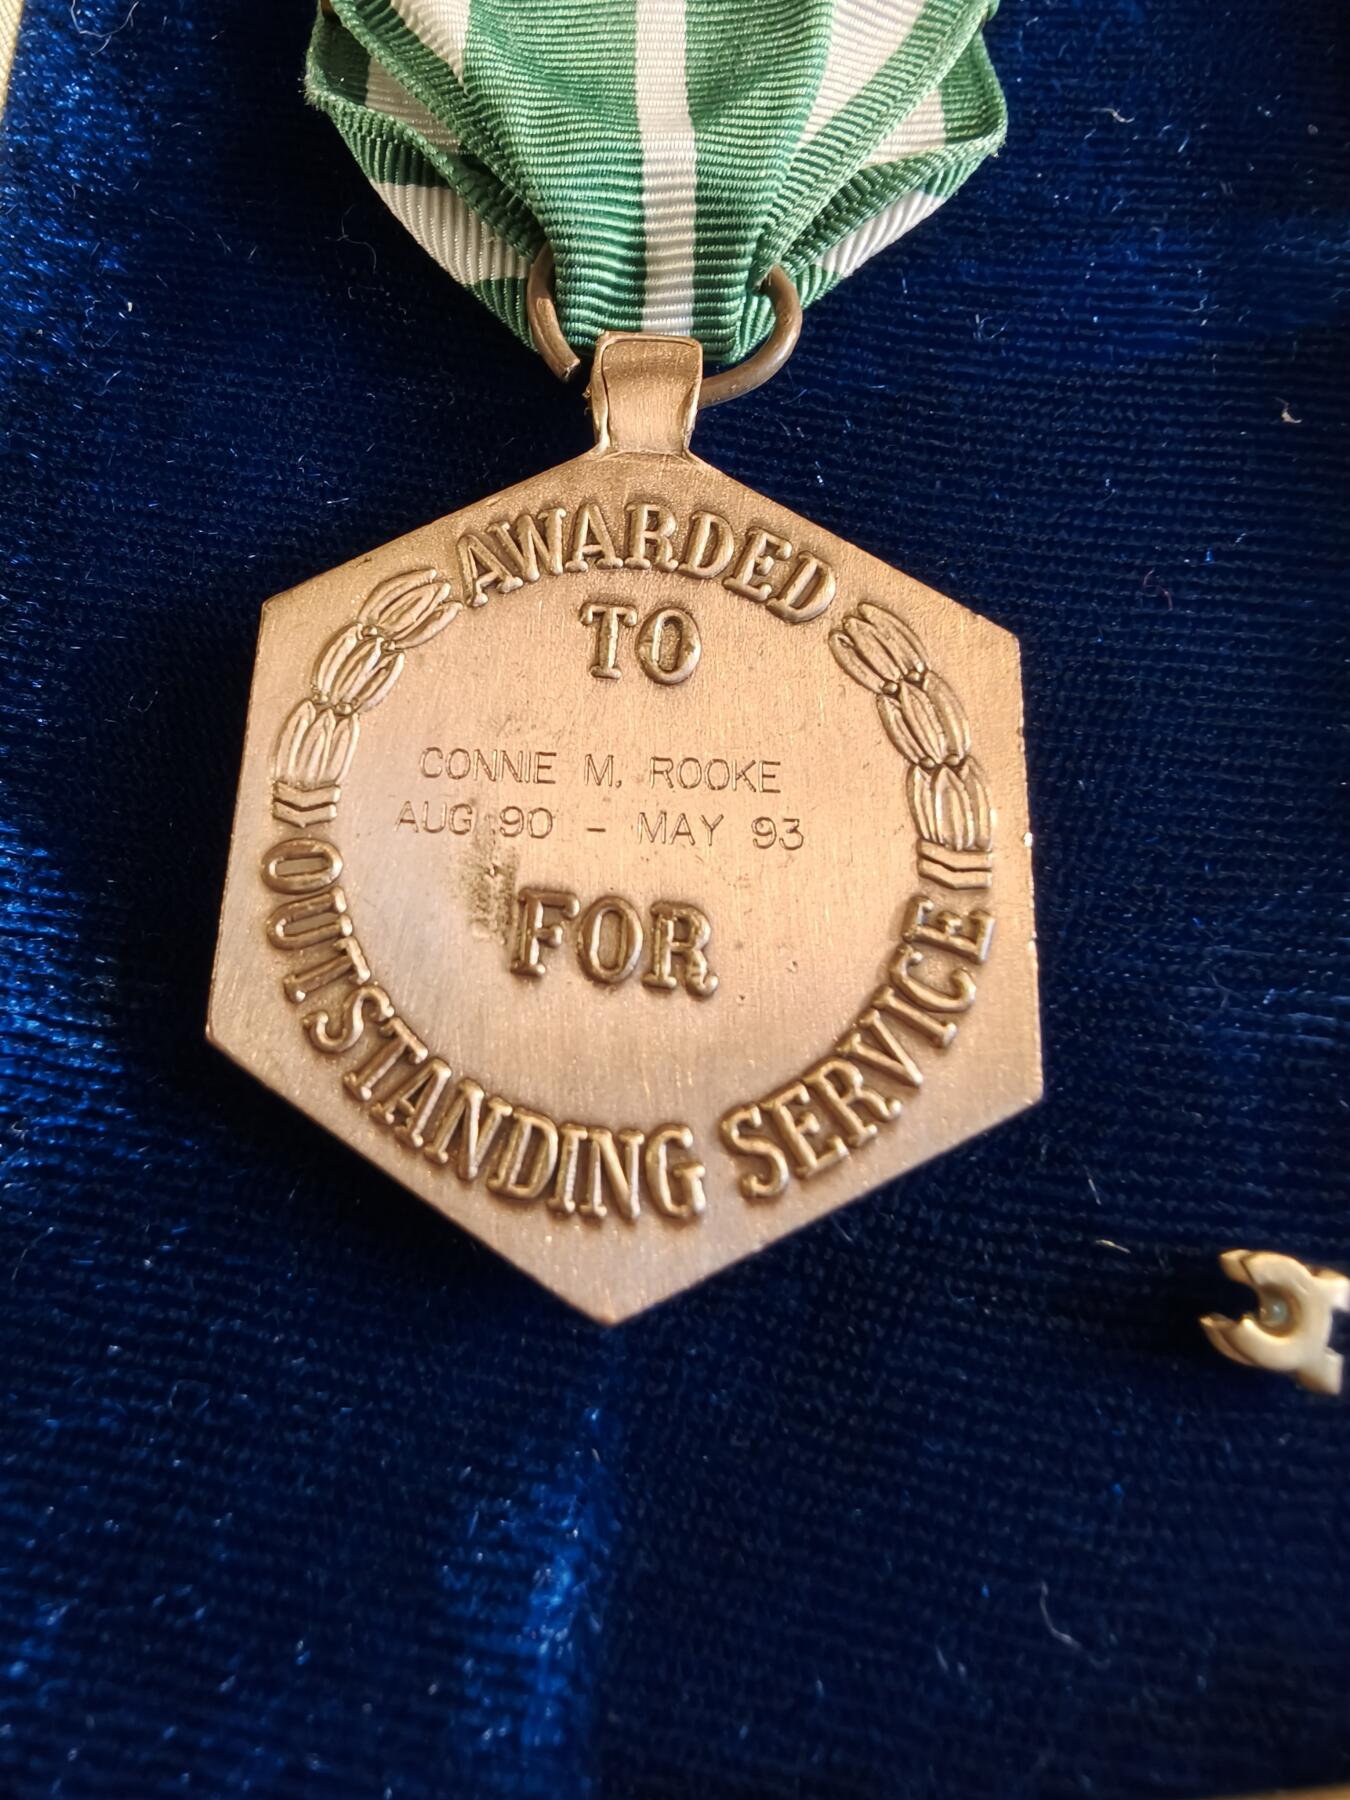 AWARDED
TO
CONNIE M. ROOKE
AUG 90 - MAY 93
FOR
OUTSTANDING SERVICE